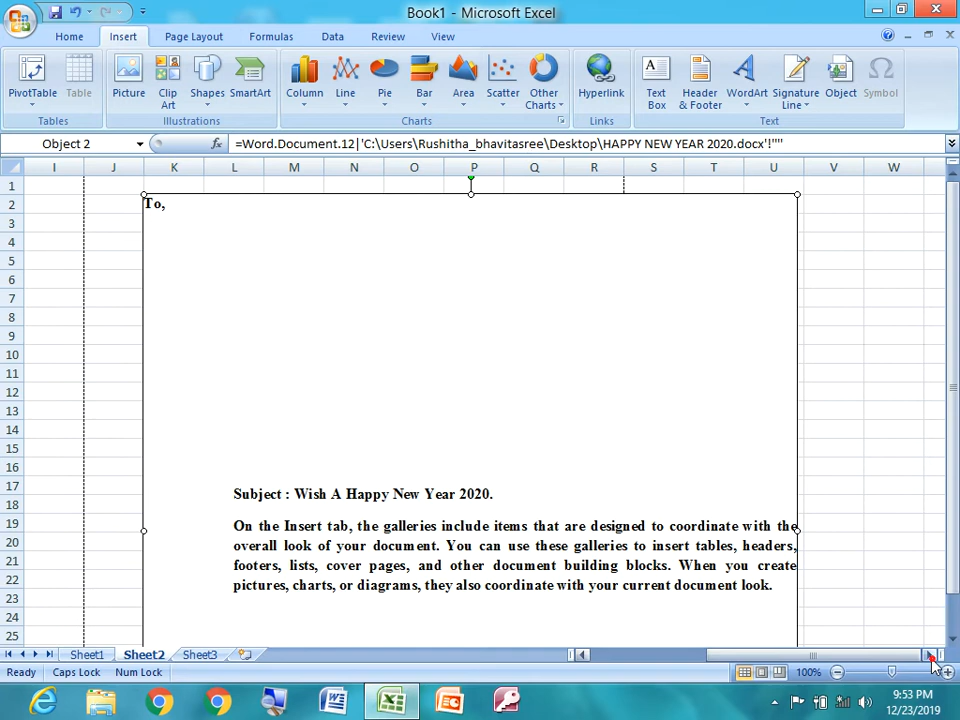 Book1 - Microsoft Excel
Home Insert Page Layout Formulas Data Review View
PivotTable Table Picture Clip Art Shapes SmartArt Column Line Pie Bar Area Scatter Other Charts Hyperlink Text Box Header & Footer WordArt Signature Line Object Symbol
Tables Illustrations Charts Links Text
Object 2 fx =Word.Document.12|'C:\Users\Rushitha_bhavitasree\Desktop\HAPPY NEW YEAR 2020.docx'!""
I J K L M N O P Q R S T U V W
1
2 To,
3
4
5
6
7
8
9
10
11
12
13
14
15
16
17 Subject : Wish A Happy New Year 2020.
18
19 On the Insert tab, the galleries include items that are designed to coordinate with the
20 overall look of your document. You can use these galleries to insert tables, headers,
21 footers, lists, cover pages, and other document building blocks. When you create
22 pictures, charts, or diagrams, they also coordinate with your current document look.
23
24
25
Sheet1 Sheet2 Sheet3
Ready Caps Lock Num Lock 100%
9:53 PM
12/23/2019